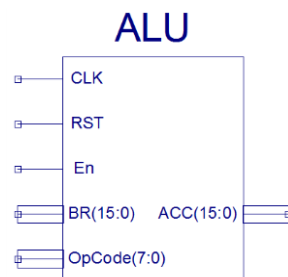 ALU
CLK
RST
En
BR(15:0) ACC(15:0)
OpCode(7:0)